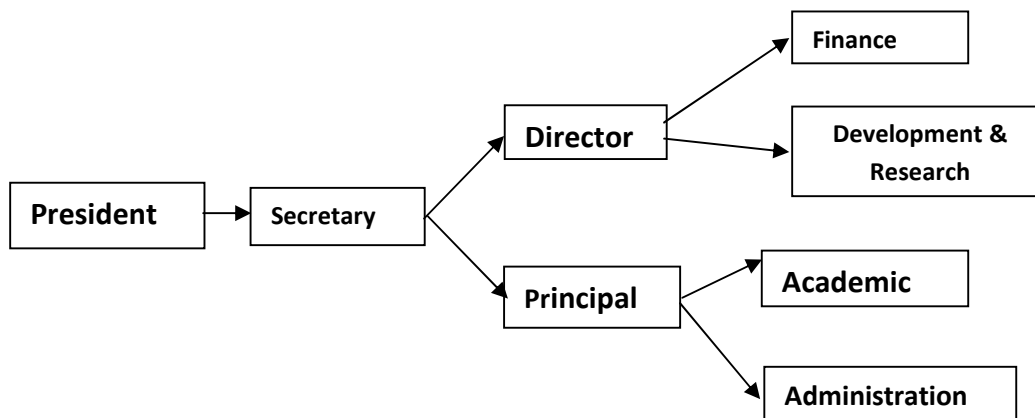 President
Secretary
Director
Finance
Development &
Research
Principal
Academic
Administration